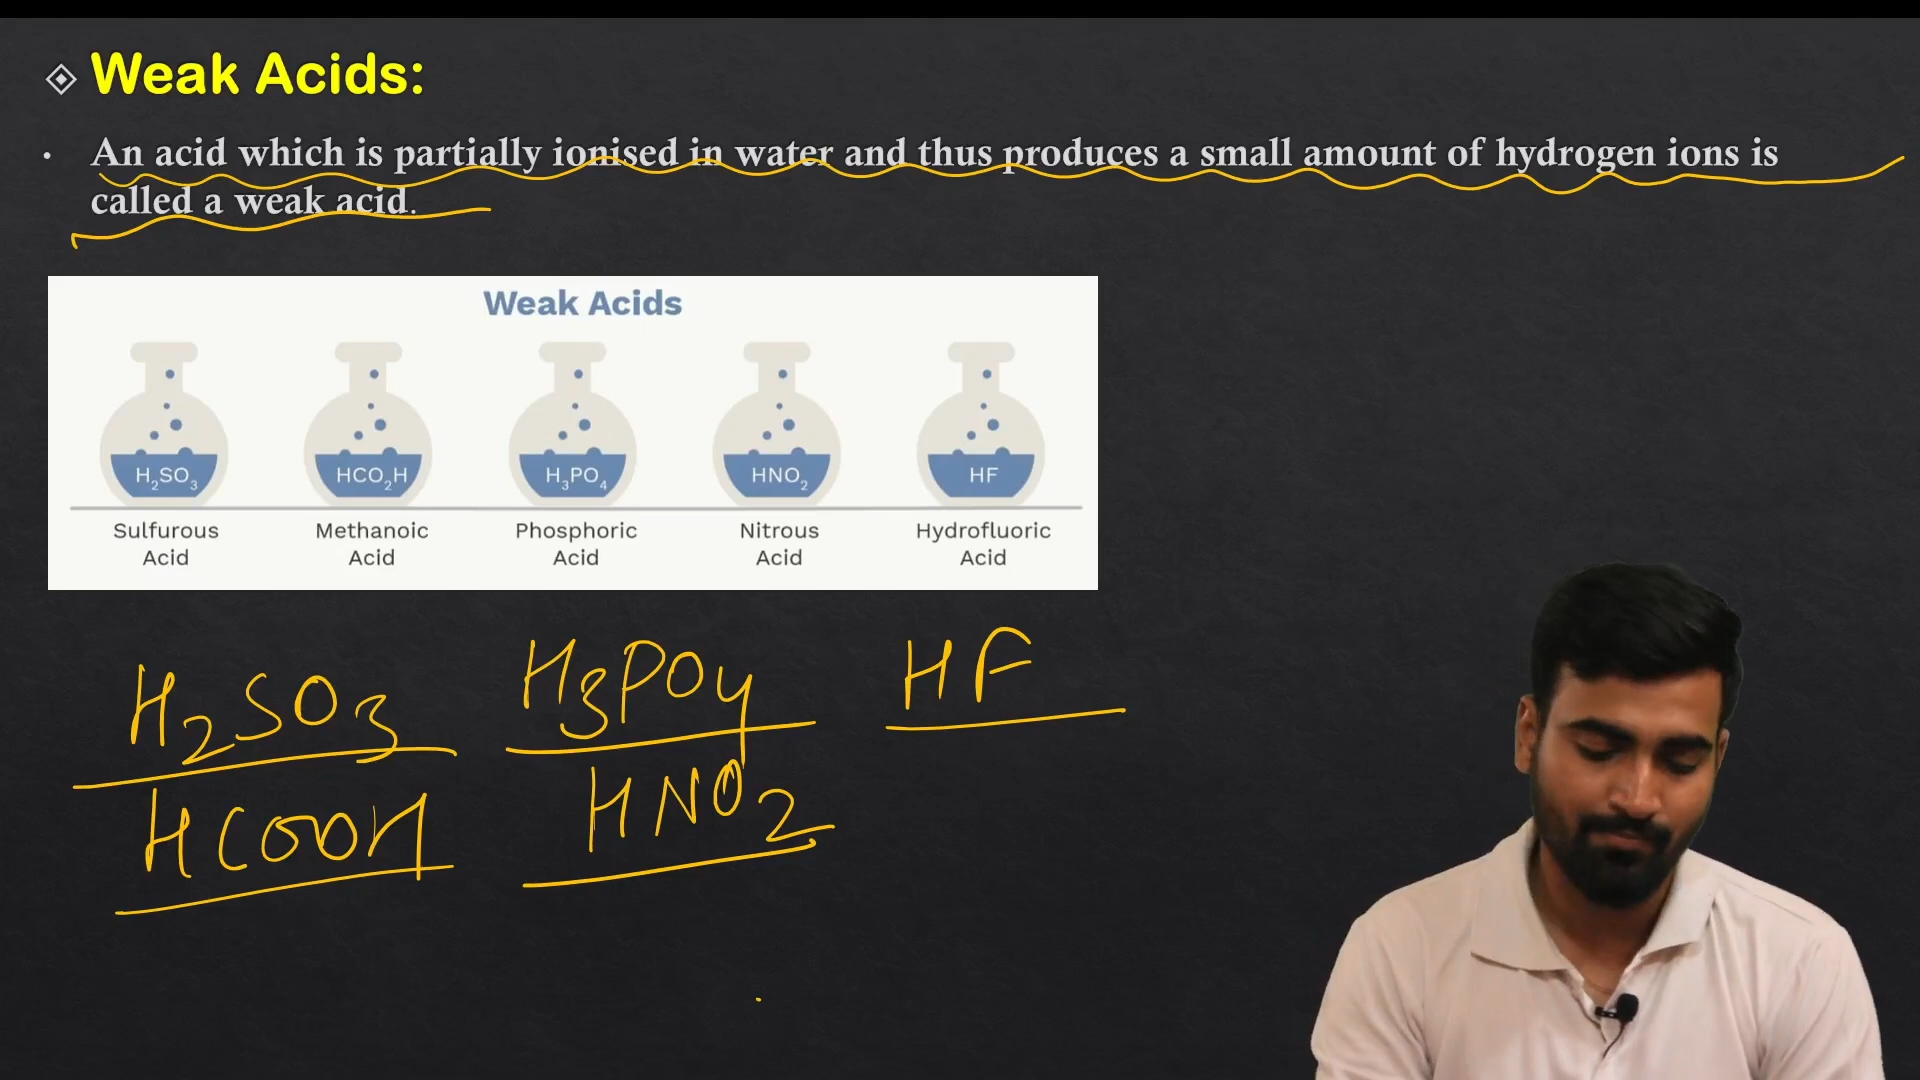 Weak Acids:
• An acid which is partially ionised in water and thus produces a small amount of hydrogen ions is
called a weak acid.
Weak Acids
H₂SO₃ HCO₂H H₃PO₄ HNO₂ HF
Sulfurous Methanoic Phosphoric Nitrous Hydrofluoric
Acid Acid Acid Acid Acid
H₂SO₃ H₃PO₄ HF
HCOOH HNO₂